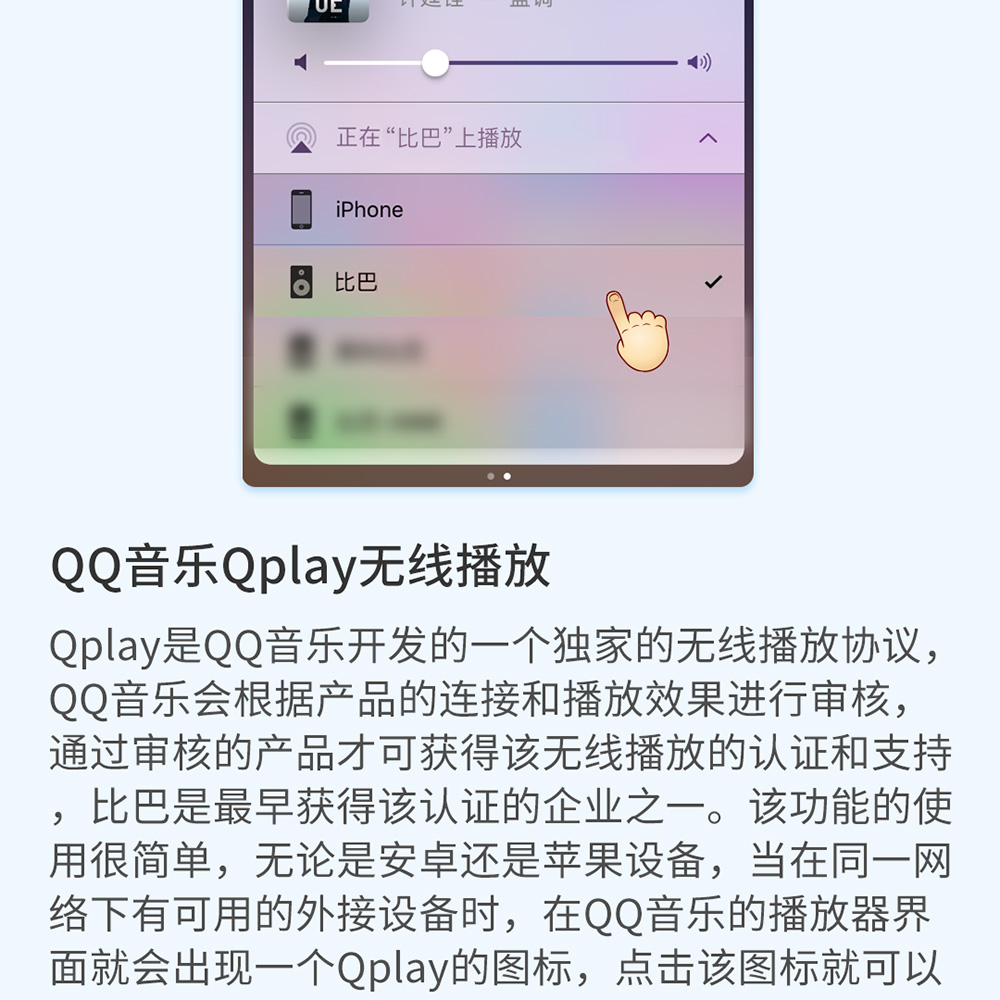 UE
正在“比巴”上播放
iPhone
比巴
QQ音乐Qplay无线播放
Qplay是QQ音乐开发的一个独家的无线播放协议，
QQ音乐会根据产品的连接和播放效果进行审核，
通过审核的产品才可获得该无线播放的认证和支持
，比巴是最早获得该认证的企业之一。该功能的使
用很简单，无论是安卓还是苹果设备，当在同一网
络下有可用的外接设备时，在QQ音乐的播放器界
面就会出现一个Qplay的图标，点击该图标就可以